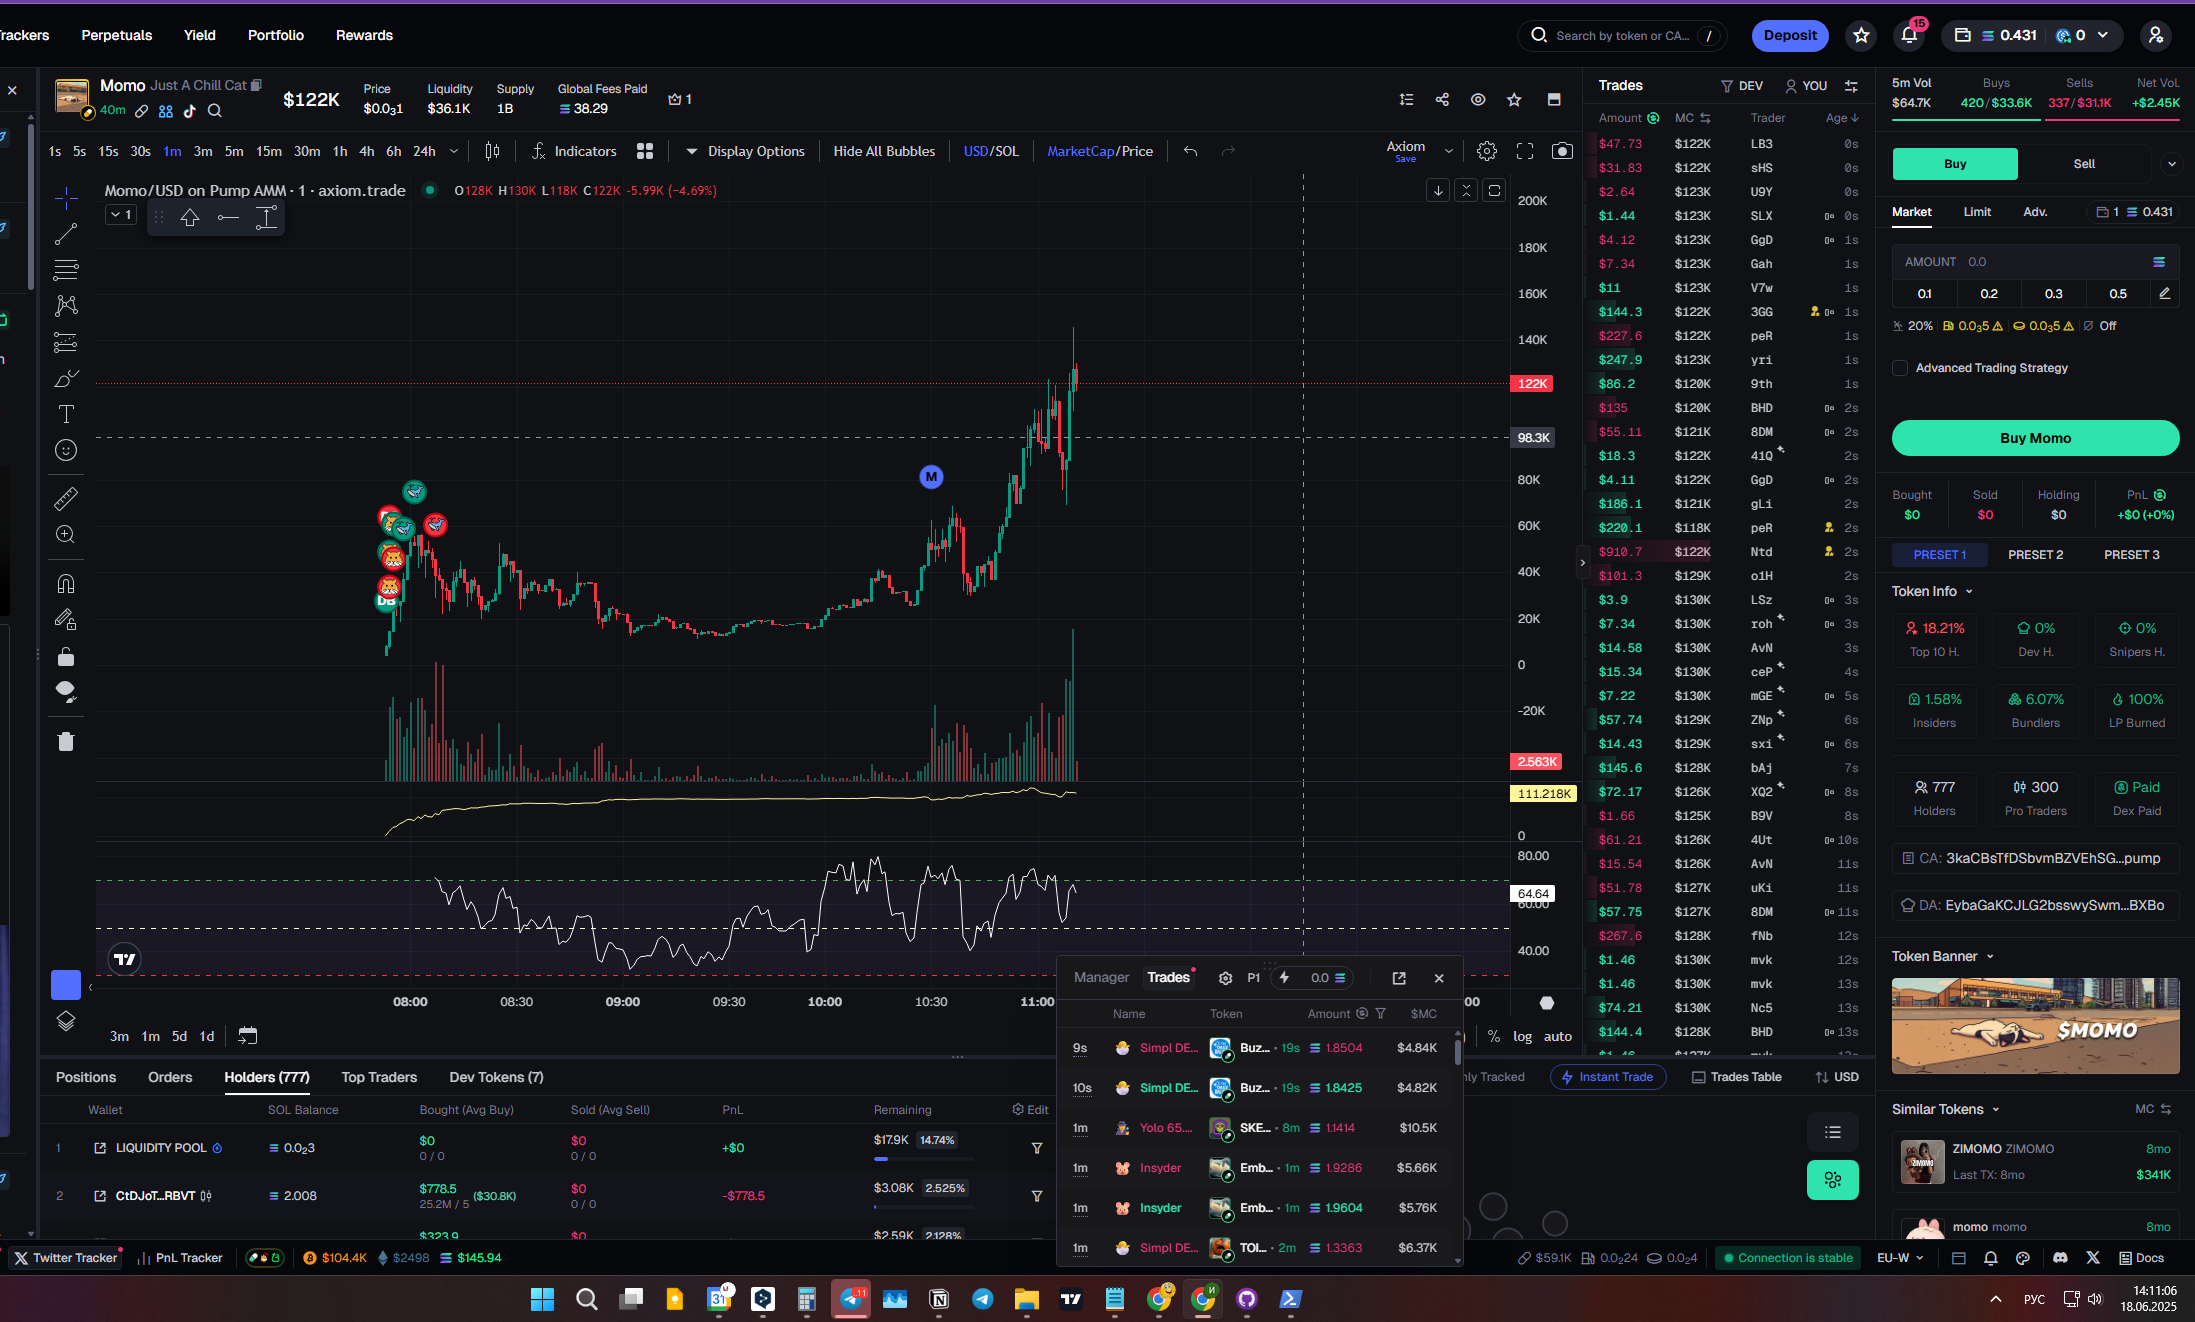 rackers Perpetuals Yield Portfolio Rewards
Search by token or CA... / Deposit 15 0.431 0
Momo Just A Chill Cat
40m
$122K
Price Liquidity Supply Global Fees Paid
$0.0₃1 $36.1K 1B 38.29 1
1s 5s 15s 30s 1m 3m 5m 15m 30m 1h 4h 6h 24h Indicators Display Options Hide All Bubbles USD/SOL MarketCap/Price Axiom Save
Momo/USD on Pump AMM · 1 · axiom.trade O128K H130K L118K C122K -5.99K (-4.69%)
1
200K
180K
160K
140K
122K
98.3K
80K
60K
40K
20K
0
-20K
2.563K
111.218K
0
80.00
64.64
60.00
40.00
M
DB
08:00 08:30 09:00 09:30 10:00 10:30 11:00 00
3m 1m 5d 1d % log auto
Trades DEV YOU
Amount MC Trader Age
$47.73 $122K LB3 0s
$31.83 $122K sHS 0s
$2.64 $123K U9Y 0s
$1.44 $123K SLX 0s
$4.12 $123K GgD 1s
$7.34 $123K Gah 1s
$11 $123K V7w 1s
$144.3 $122K 3GG 1s
$227.6 $122K peR 1s
$247.9 $123K yri 1s
$86.2 $120K 9th 1s
$135 $120K BHD 2s
$55.11 $121K 8DM 2s
$18.3 $122K 41Q 2s
$4.11 $122K GgD 2s
$186.1 $121K gLi 2s
$220.1 $118K peR 2s
$910.7 $122K Ntd 2s
$101.3 $129K o1H 2s
$3.9 $130K LSz 3s
$7.34 $130K roh 3s
$14.58 $130K AvN 3s
$15.34 $130K ceP 4s
$7.22 $130K mGE 5s
$57.74 $129K ZNp 6s
$14.43 $129K sxi 6s
$145.6 $128K bAj 7s
$72.17 $126K XQ2 8s
$1.66 $125K B9V 8s
$61.21 $126K 4Ut 10s
$15.54 $126K AvN 11s
$51.78 $127K uKi 11s
$57.75 $127K 8DM 11s
$267.6 $128K fNb 12s
$1.46 $130K mvk 12s
$1.46 $130K mvk 13s
$74.21 $130K Nc5 13s
$144.4 $128K BHD 13s
5m Vol Buys Sells Net Vol.
$64.7K 420/$33.6K 337/$31.1K +$2.45K
Buy Sell
Market Limit Adv. 1 0.431
AMOUNT 0.0
0.1 0.2 0.3 0.5
20% 0.0₃5 0.0₃5 Off
Advanced Trading Strategy
Buy Momo
Bought Sold Holding PnL
$0 $0 $0 +$0 (+0%)
PRESET 1 PRESET 2 PRESET 3
Token Info
18.21% 0% 0%
Top 10 H. Dev H. Snipers H.
1.58% 6.07% 100%
Insiders Bundlers LP Burned
777 300 Paid
Holders Pro Traders Dex Paid
CA: 3kaCBsTfDSbvmBZVEhSG...pump
DA: EybaGaKCJLG2bsswySwm...BXBo
Token Banner
$MOMO
Similar Tokens MC
ZIMOMO ZIMOMO 8mo
Last TX: 8mo $341K
momo momo 8mo
Manager Trades P1 0.0
Name Token Amount $MC
9s Simpl DE... Buz... · 19s 1.8504 $4.84K
10s Simpl DE... Buz... · 19s 1.8425 $4.82K
1m Yolo 65.... SKE... · 8m 1.1414 $10.5K
1m Insyder Emb... · 1m 1.9286 $5.66K
1m Insyder Emb... · 1m 1.9604 $5.76K
1m Simpl DE... TOI... · 2m 1.3363 $6.37K
Positions Orders Holders (777) Top Traders Dev Tokens (7) nly Tracked Instant Trade Trades Table USD
Wallet SOL Balance Bought (Avg Buy) Sold (Avg Sell) PnL Remaining Edit
1 LIQUIDITY POOL 0.0₂3 $0 $0 +$0 $17.9K 14.74%
0 / 0 0 / 0
2 CtDJoT...RBVT 2.008 $778.5 ($30.8K) $0 -$778.5 $3.08K 2.525%
25.2M / 5 0 / 0
$323.9 $0 $2.59K 2.128%
Twitter Tracker PnL Tracker $104.4K $2498 $145.94 $59.1K 0.0₂24 0.0₂4 Connection is stable EU-W Docs
31 11 РУС 14:11:06
18.06.2025